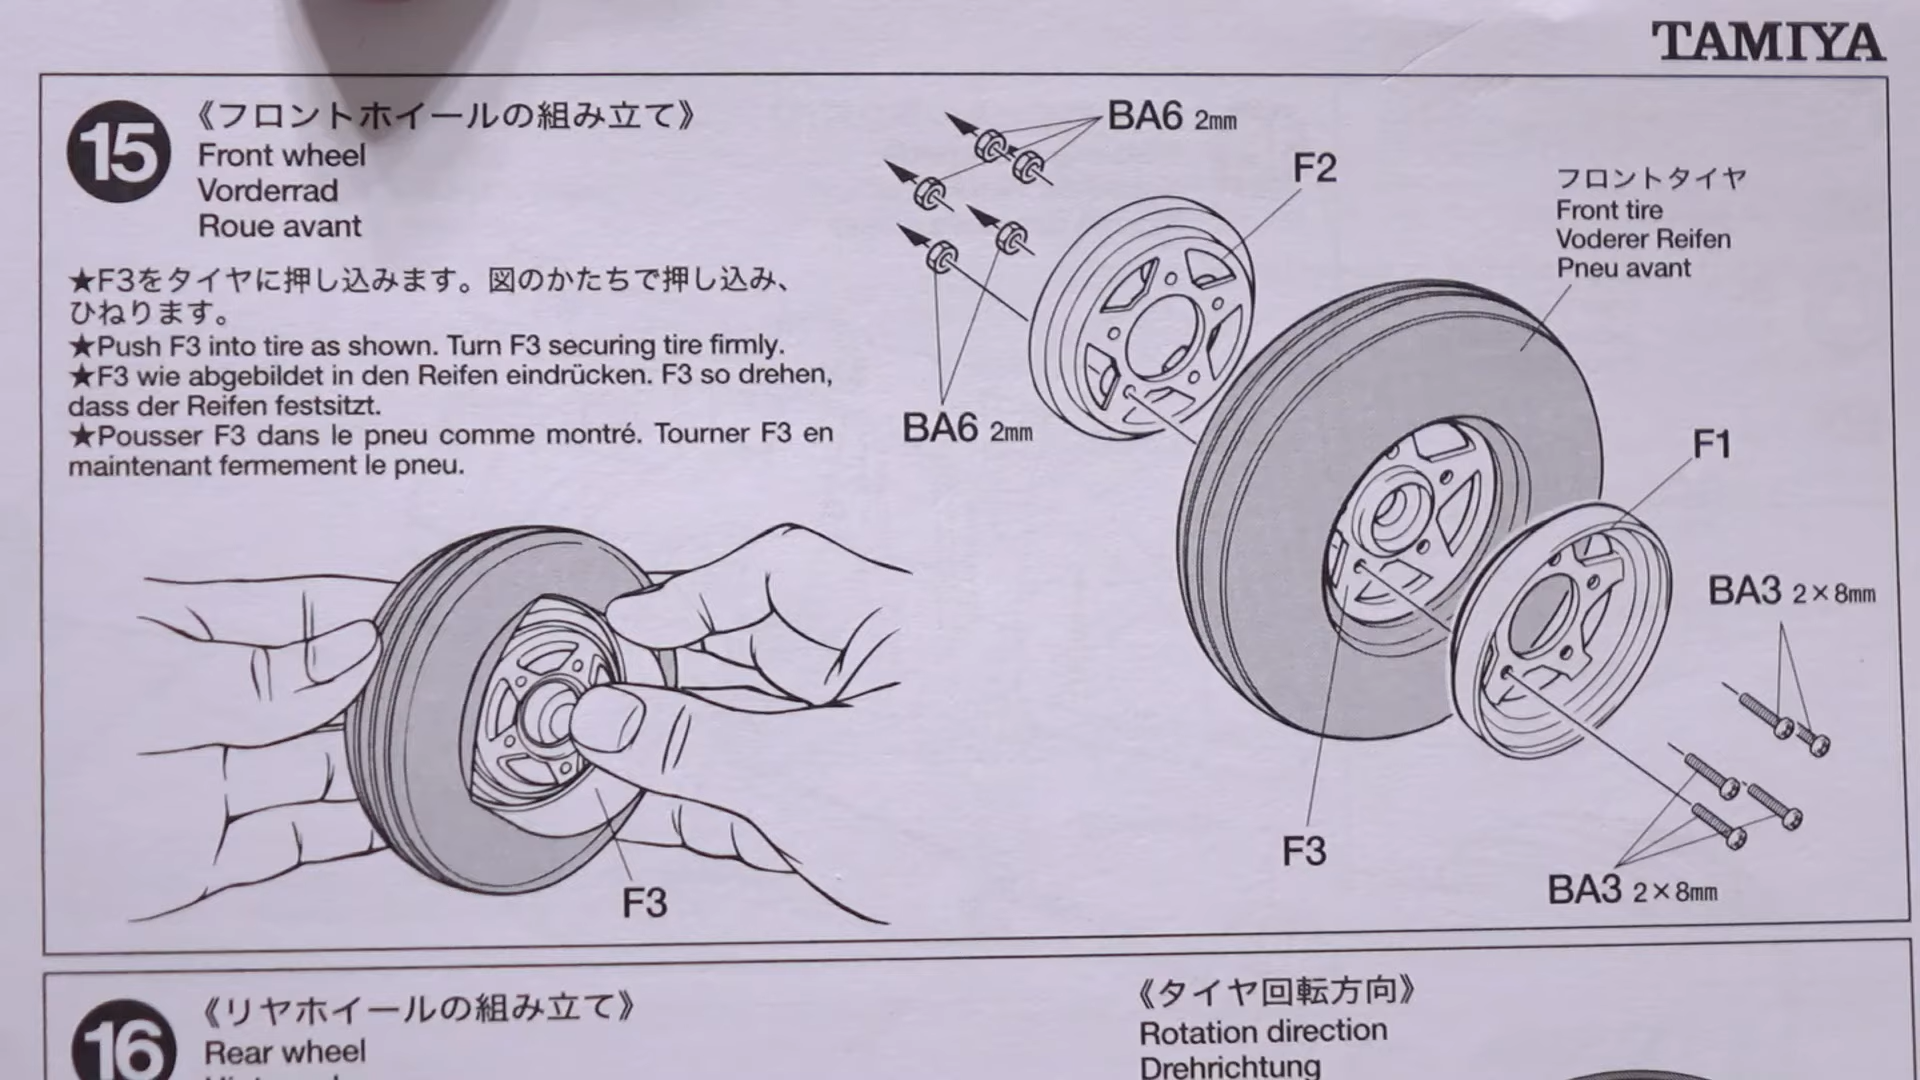 TAMIYA
15
《フロントホイールの組み立て》
Front wheel
Vorderrad
Roue avant
★F3をタイヤに押し込みます。図のかたちで押し込み、
ひねります。
★Push F3 into tire as shown. Turn F3 securing tire firmly.
★F3 wie abgebildet in den Reifen eindrücken. F3 so drehen,
dass der Reifen festsitzt.
★Pousser F3 dans le pneu comme montré. Tourner F3 en
maintenant fermement le pneu.
F3
BA6 2mm
F2
フロントタイヤ
Front tire
Voderer Reifen
Pneu avant
BA6 2mm
F1
BA3 2×8mm
F3
BA3 2×8mm
16
《リヤホイールの組み立て》
Rear wheel
《タイヤ回転方向》
Rotation direction
Drehrichtung